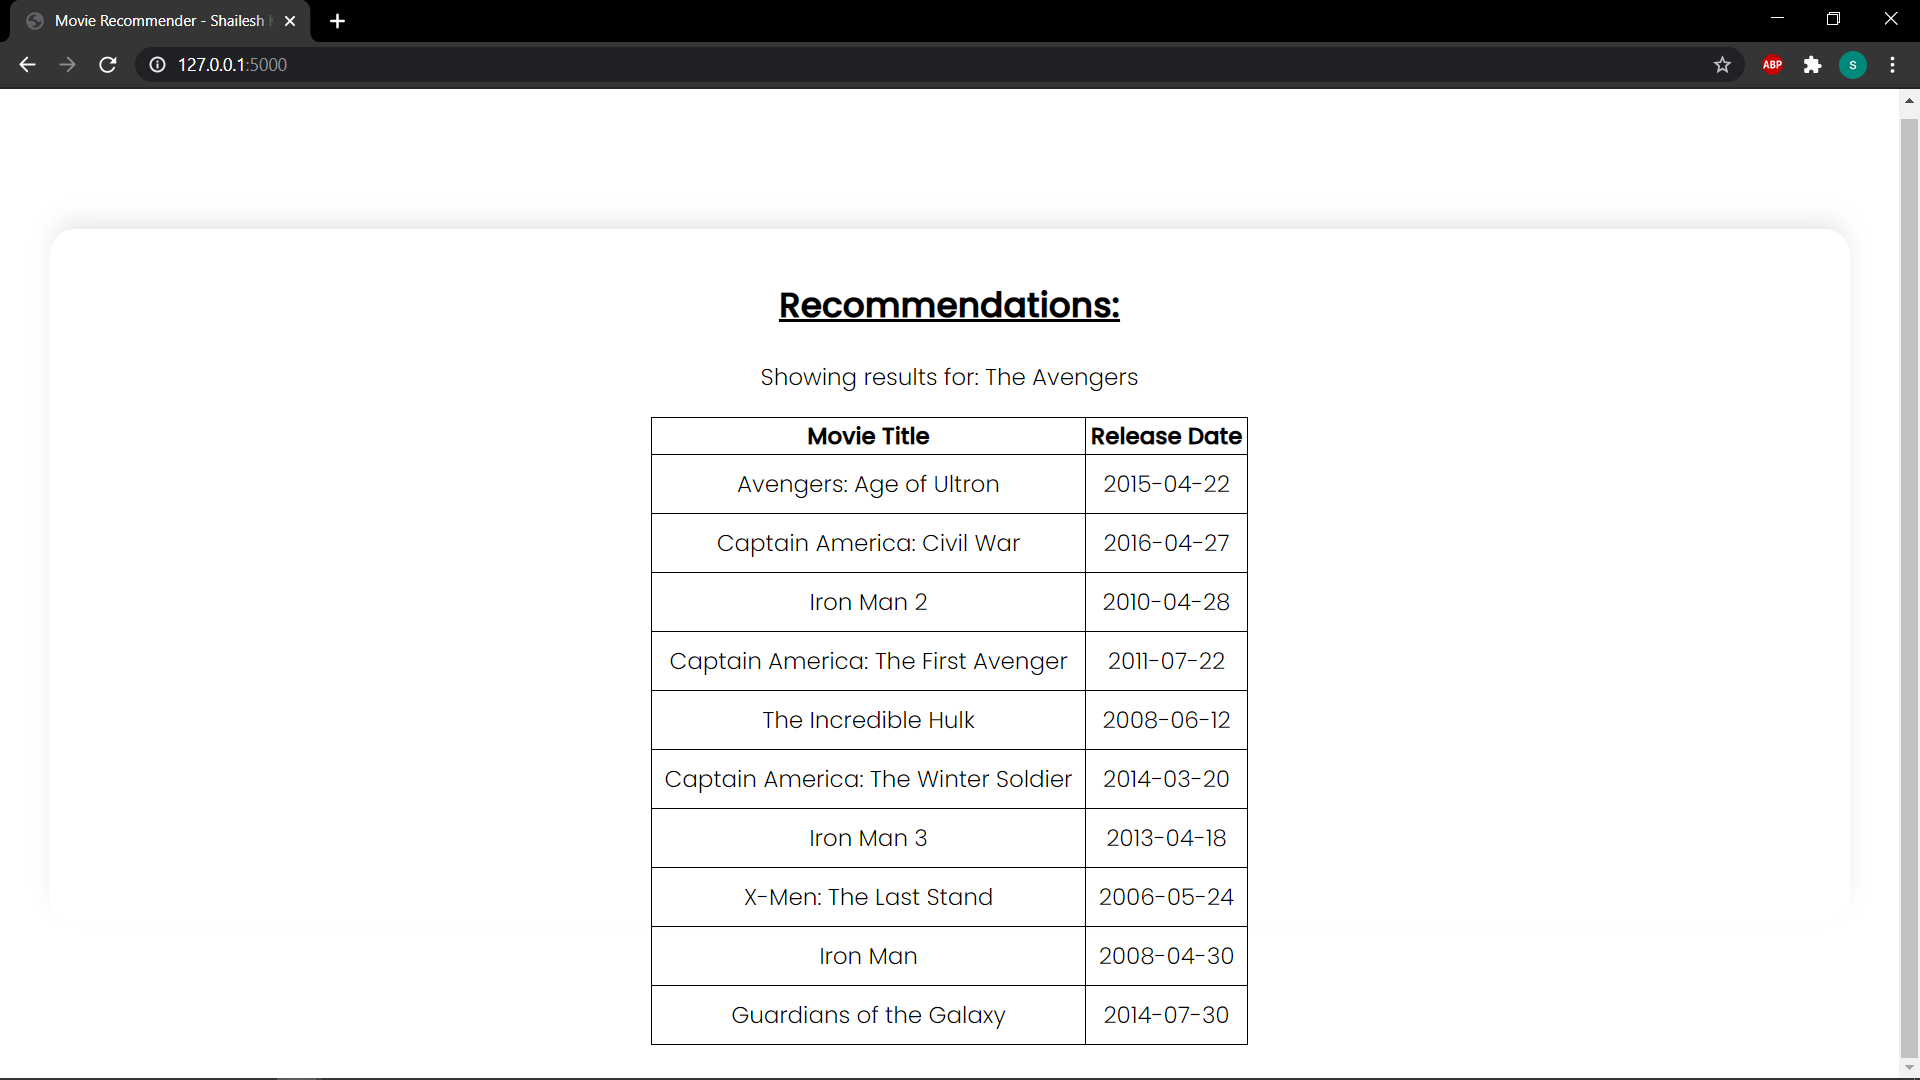 Movie Recommender - Shailesh
127.0.0.1:5000
ABP
S
Recommendations:
Showing results for: The Avengers
Movie Title Release Date
Avengers: Age of Ultron 2015-04-22
Captain America: Civil War 2016-04-27
Iron Man 2 2010-04-28
Captain America: The First Avenger 2011-07-22
The Incredible Hulk 2008-06-12
Captain America: The Winter Soldier 2014-03-20
Iron Man 3 2013-04-18
X-Men: The Last Stand 2006-05-24
Iron Man 2008-04-30
Guardians of the Galaxy 2014-07-30